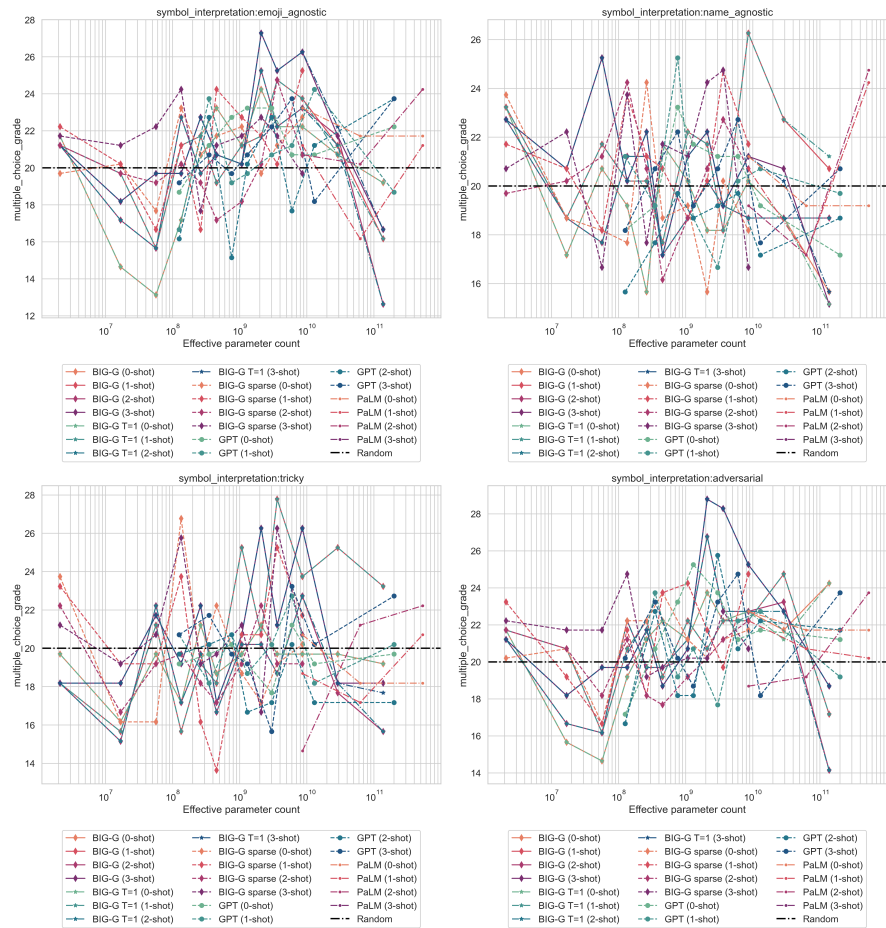 symbol_interpretation:emoji_agnostic
28
26
24
22
20
18
16
14
12
multiple_choice_grade
10^7
10^8
10^9
10^10
10^11
Effective parameter count
BIG-G (0-shot)
BIG-G (1-shot)
BIG-G (2-shot)
BIG-G (3-shot)
BIG-G T=1 (0-shot)
BIG-G T=1 (1-shot)
BIG-G T=1 (2-shot)
BIG-G T=1 (3-shot)
BIG-G sparse (0-shot)
BIG-G sparse (1-shot)
BIG-G sparse (2-shot)
BIG-G sparse (3-shot)
GPT (0-shot)
GPT (1-shot)
GPT (2-shot)
GPT (3-shot)
PaLM (0-shot)
PaLM (1-shot)
PaLM (2-shot)
PaLM (3-shot)
Random
symbol_interpretation:name_agnostic
26
24
22
20
18
16
multiple_choice_grade
10^7
10^8
10^9
10^10
10^11
Effective parameter count
BIG-G (0-shot)
BIG-G (1-shot)
BIG-G (2-shot)
BIG-G (3-shot)
BIG-G T=1 (0-shot)
BIG-G T=1 (1-shot)
BIG-G T=1 (2-shot)
BIG-G T=1 (3-shot)
BIG-G sparse (0-shot)
BIG-G sparse (1-shot)
BIG-G sparse (2-shot)
BIG-G sparse (3-shot)
GPT (0-shot)
GPT (1-shot)
GPT (2-shot)
GPT (3-shot)
PaLM (0-shot)
PaLM (1-shot)
PaLM (2-shot)
PaLM (3-shot)
Random
symbol_interpretation:tricky
28
26
24
22
20
18
16
14
multiple_choice_grade
10^7
10^8
10^9
10^10
10^11
Effective parameter count
BIG-G (0-shot)
BIG-G (1-shot)
BIG-G (2-shot)
BIG-G (3-shot)
BIG-G T=1 (0-shot)
BIG-G T=1 (1-shot)
BIG-G T=1 (2-shot)
BIG-G T=1 (3-shot)
BIG-G sparse (0-shot)
BIG-G sparse (1-shot)
BIG-G sparse (2-shot)
BIG-G sparse (3-shot)
GPT (0-shot)
GPT (1-shot)
GPT (2-shot)
GPT (3-shot)
PaLM (0-shot)
PaLM (1-shot)
PaLM (2-shot)
PaLM (3-shot)
Random
symbol_interpretation:adversarial
28
26
24
22
20
18
16
14
multiple_choice_grade
10^7
10^8
10^9
10^10
10^11
Effective parameter count
BIG-G (0-shot)
BIG-G (1-shot)
BIG-G (2-shot)
BIG-G (3-shot)
BIG-G T=1 (0-shot)
BIG-G T=1 (1-shot)
BIG-G T=1 (2-shot)
BIG-G T=1 (3-shot)
BIG-G sparse (0-shot)
BIG-G sparse (1-shot)
BIG-G sparse (2-shot)
BIG-G sparse (3-shot)
GPT (0-shot)
GPT (1-shot)
GPT (2-shot)
GPT (3-shot)
PaLM (0-shot)
PaLM (1-shot)
PaLM (2-shot)
PaLM (3-shot)
Random